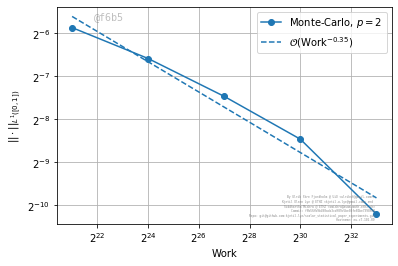 @f6b5
Monte-Carlo, p = 2
𝒪(Work^{-0.35})
2^{-6}
2^{-7}
2^{-8}
2^{-9}
2^{-10}
|| · ||_{L^1([0,1])}
2^{22}
2^{24}
2^{26}
2^{28}
2^{30}
2^{32}
Work